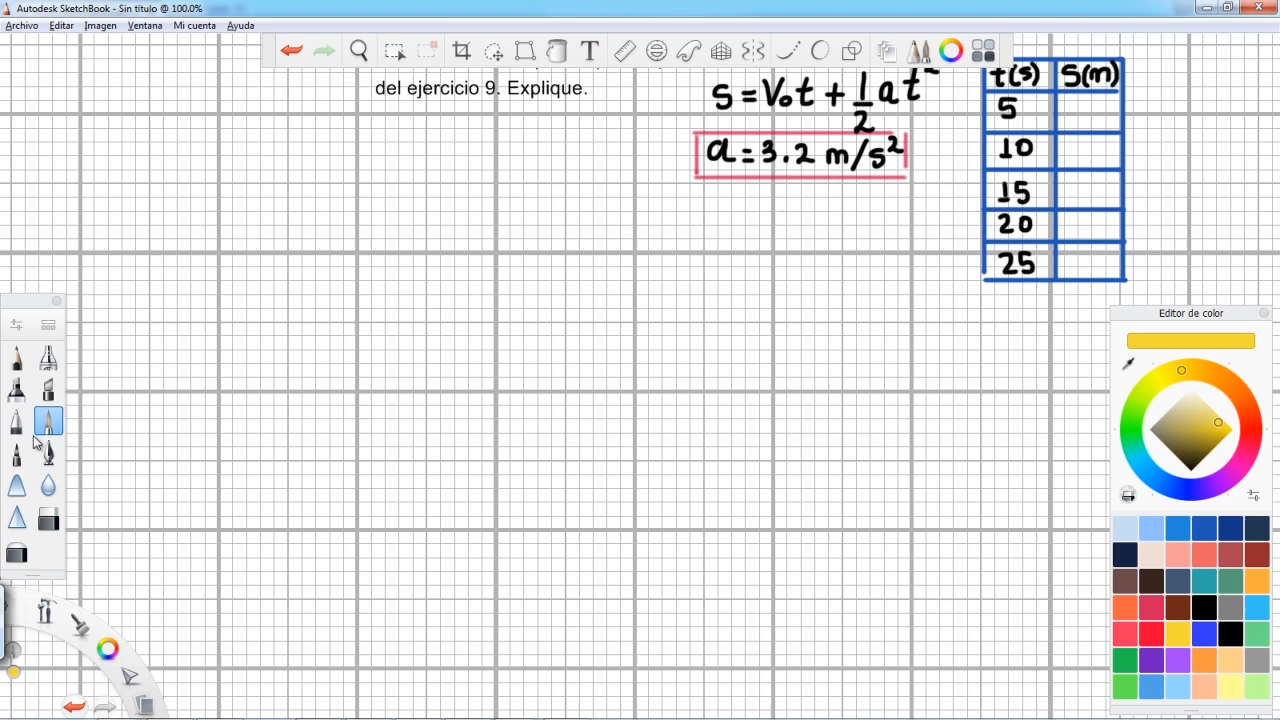 Autodesk SketchBook - Sin título @ 100.0%
Archivo Editar Imagen Ventana Mi cuenta Ayuda
del ejercicio 9. Explique.
S = V₀t + 1/2 at²
a = 3.2 m/s²
t(s) S(m)
5
10
15
20
25
Editor de color